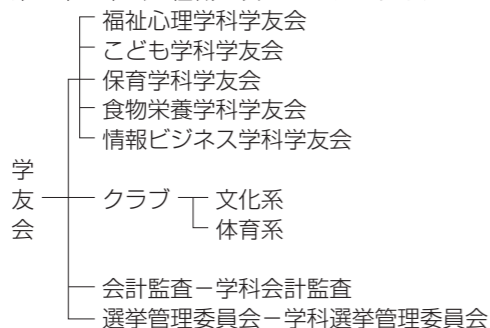 福祉心理学科学友会
こども学科学友会
保育学科学友会
食物栄養学科学友会
情報ビジネス学科学友会
学友会
クラブ
文化系
体育系
会計監査−学科会計監査
選挙管理委員会−学科選挙管理委員会